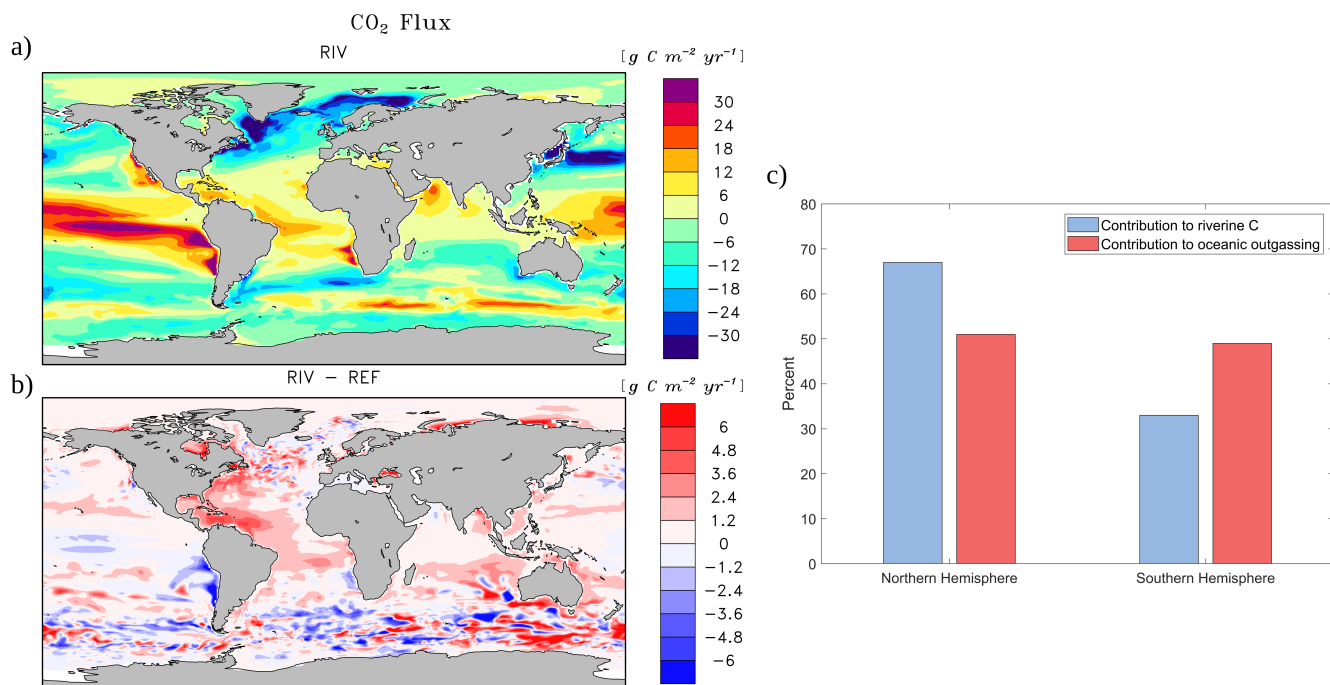 CO₂ Flux
a)
RIV
[g C m⁻² yr⁻¹]
30
24
18
12
6
0
−6
−12
−18
−24
−30
b)
RIV − REF
[g C m⁻² yr⁻¹]
6
4.8
3.6
2.4
1.2
0
−1.2
−2.4
−3.6
−4.8
−6
c)
80
70
60
50
40
30
20
10
0
Percent
Contribution to riverine C
Contribution to oceanic outgassing
Northern Hemisphere
Southern Hemisphere